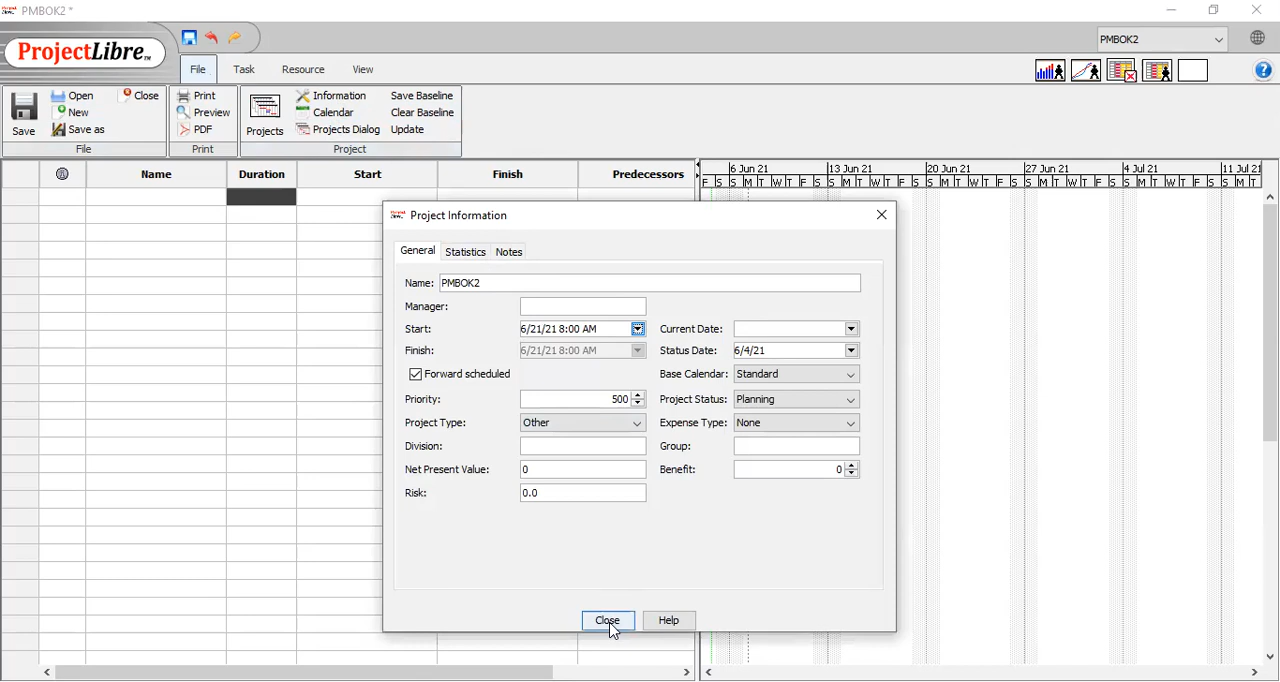 PMBOK2 *
ProjectLibre™
PMBOK2
File Task Resource View
Save
Open
New
Save as
Close
File
Print
Preview
PDF
Print
Projects
Information
Calendar
Projects Dialog
Save Baseline
Clear Baseline
Update
Project
Name Duration Start Finish Predecessors
6 Jun 21 13 Jun 21 20 Jun 21 27 Jun 21 4 Jul 21 11 Jul 21
F S S M T W T F S S M T W T F S S M T W T F S S M T W T F S S M T W T F S S M T
Project Information
General Statistics Notes
Name: PMBOK2
Manager:
Start: 6/21/21 8:00 AM Current Date:
Finish: 6/21/21 8:00 AM Status Date: 6/4/21
Forward scheduled Base Calendar: Standard
Priority: 500 Project Status: Planning
Project Type: Other Expense Type: None
Division: Group:
Net Present Value: 0 Benefit: 0
Risk: 0.0
Close Help